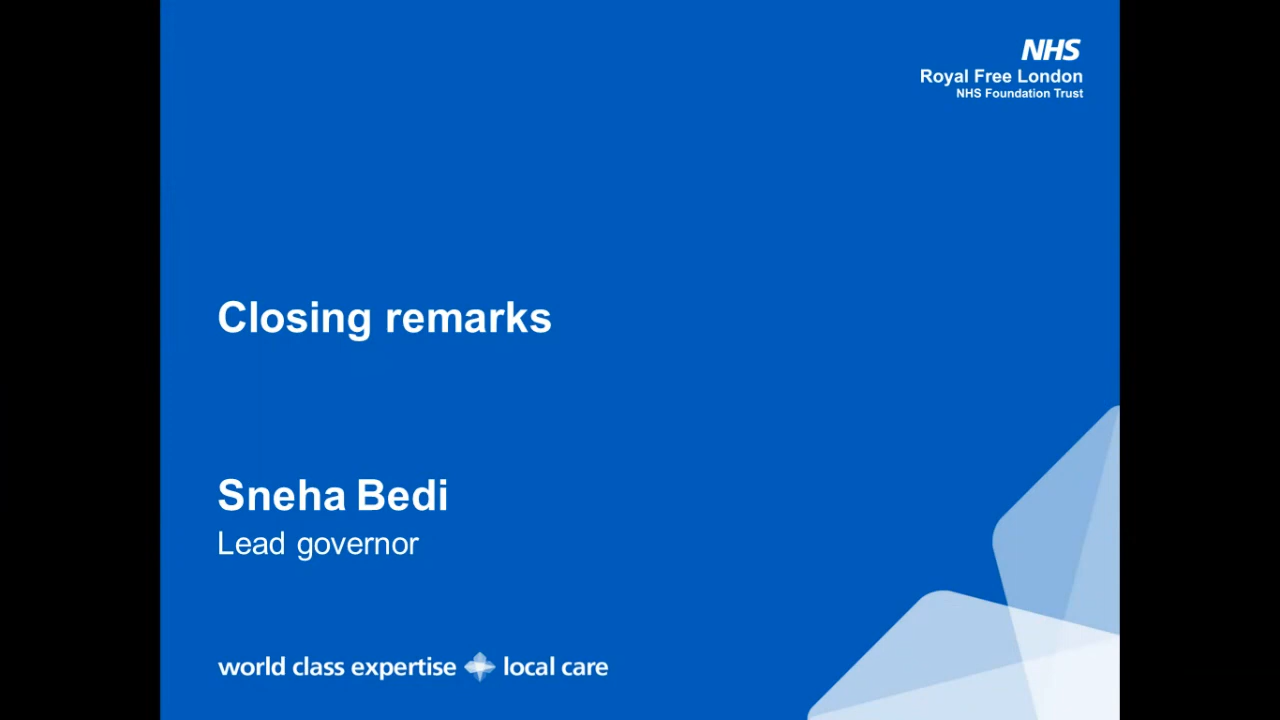 NHS
Royal Free London
NHS Foundation Trust
Closing remarks
Sneha Bedi
Lead governor
world class expertise local care